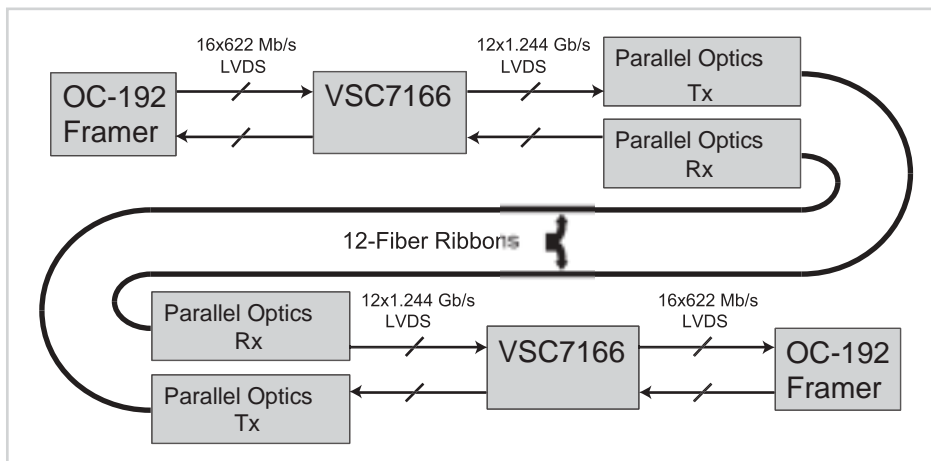 16x622 Mb/s
LVDS
12x1.244 Gb/s
LVDS
OC-192
Framer
VSC7166
Parallel Optics
Tx
Parallel Optics
Rx
12-Fiber Ribbons
Parallel Optics
Rx
12x1.244 Gb/s
LVDS
VSC7166
16x622 Mb/s
LVDS
OC-192
Framer
Parallel Optics
Tx